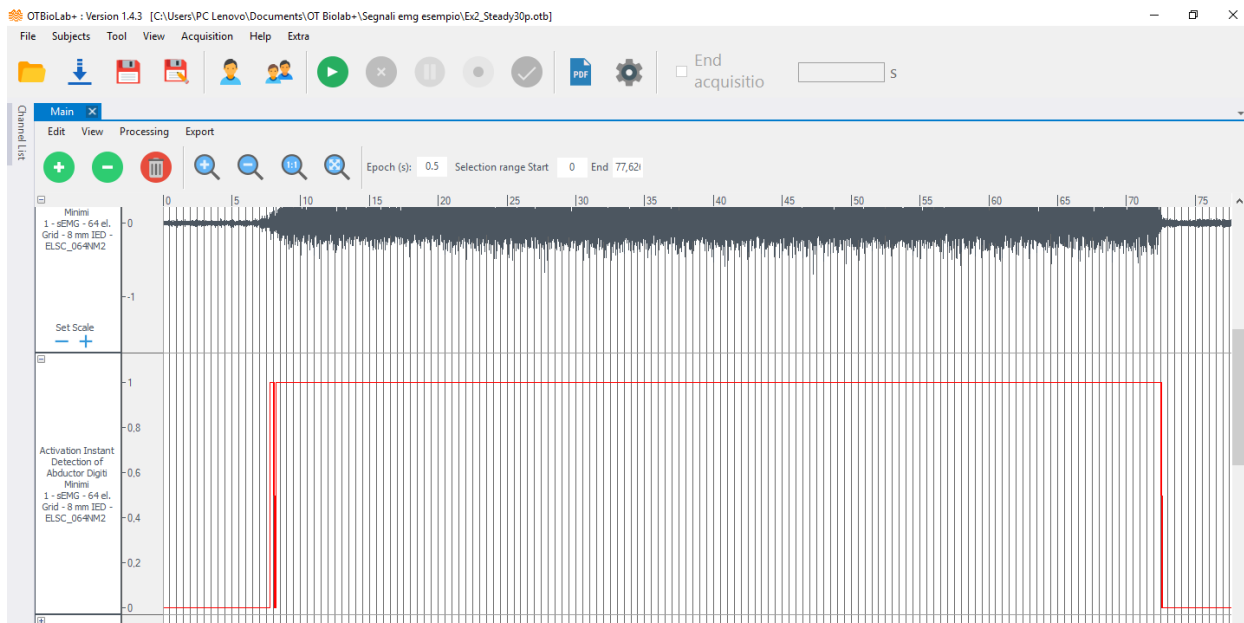 OTBioLab+ : Version 1.4.3 [C:\Users\PC Lenovo\Documents\OT Biolab+\Segnali emg esempio\Ex2_Steady30p.otb]
File Subjects Tool View Acquisition Help Extra
PDF
End
acquisitio
s
Channel List
Main
Edit View Processing Export
1:1
Epoch (s): 0.5 Selection range Start 0 End 77,62
0 5 10 15 20 25 30 35 40 45 50 55 60 65 70 75
Minimi
1 - sEMG - 64 el.
Grid - 8 mm IED -
ELSC_064NM2
0
-1
Set Scale
Activation Instant
Detection of
Abductor Digiti
Minimi
1 - sEMG - 64 el.
Grid - 8 mm IED -
ELSC_064NM2
1
0,8
0,6
0,4
0,2
0